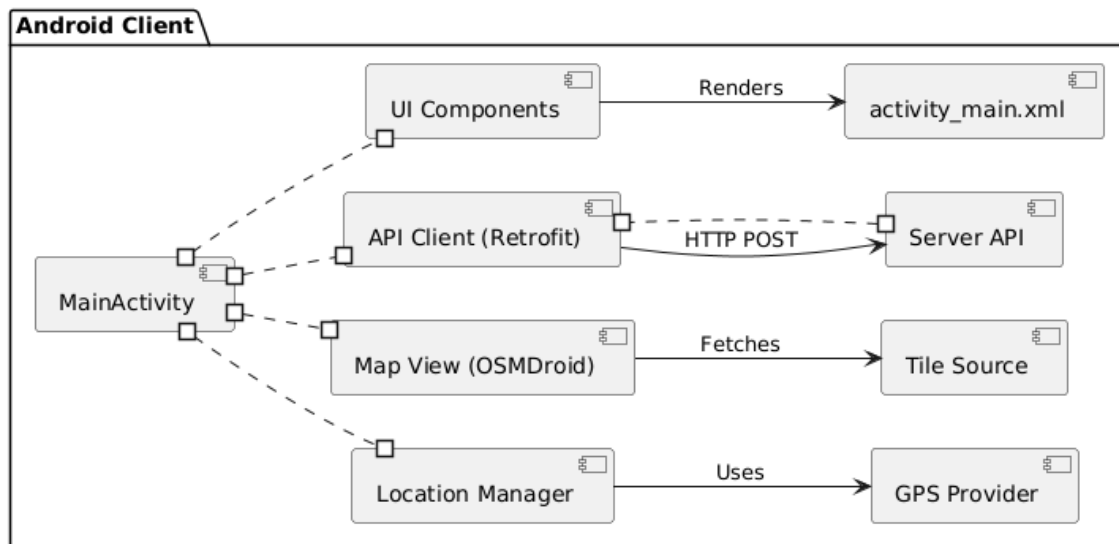 Android Client
UI Components
Renders
activity_main.xml
API Client (Retrofit)
HTTP POST
Server API
MainActivity
Map View (OSMDroid)
Fetches
Tile Source
Location Manager
Uses
GPS Provider